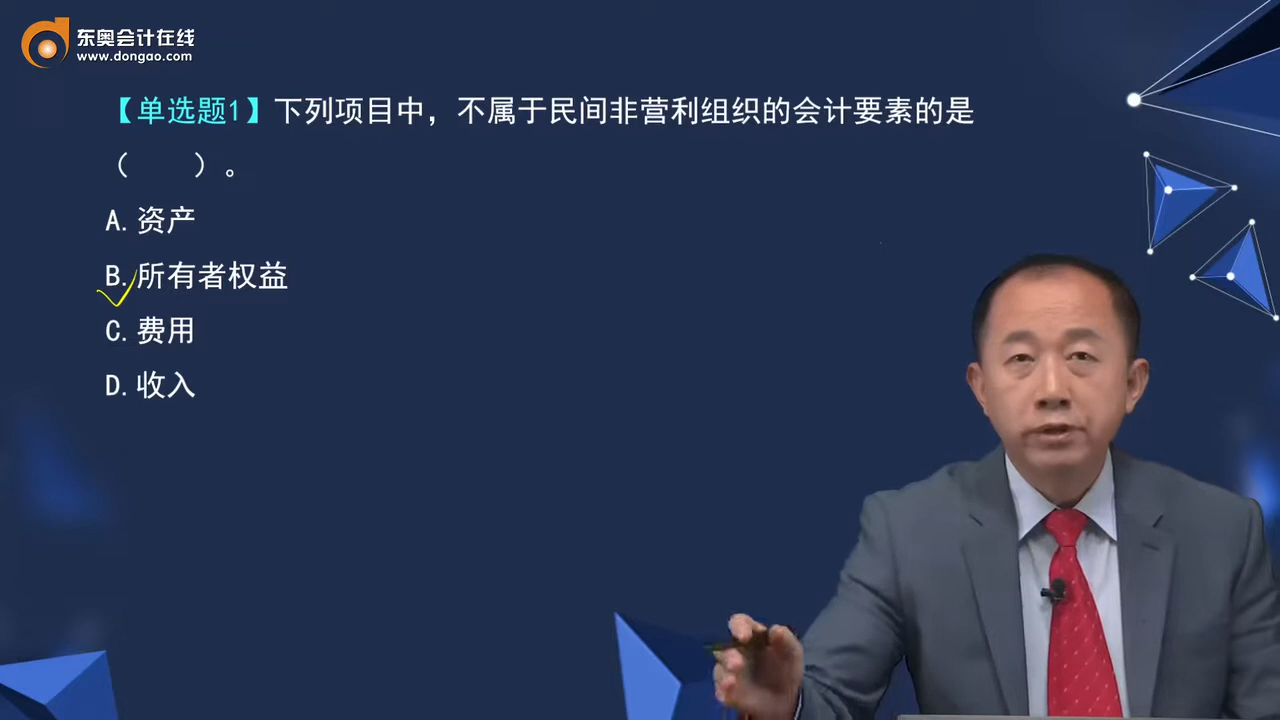 东奥会计在线
www.dongao.com
【单选题1】下列项目中，不属于民间非营利组织的会计要素的是
（　　）。
A.资产
B.所有者权益
C.费用
D.收入